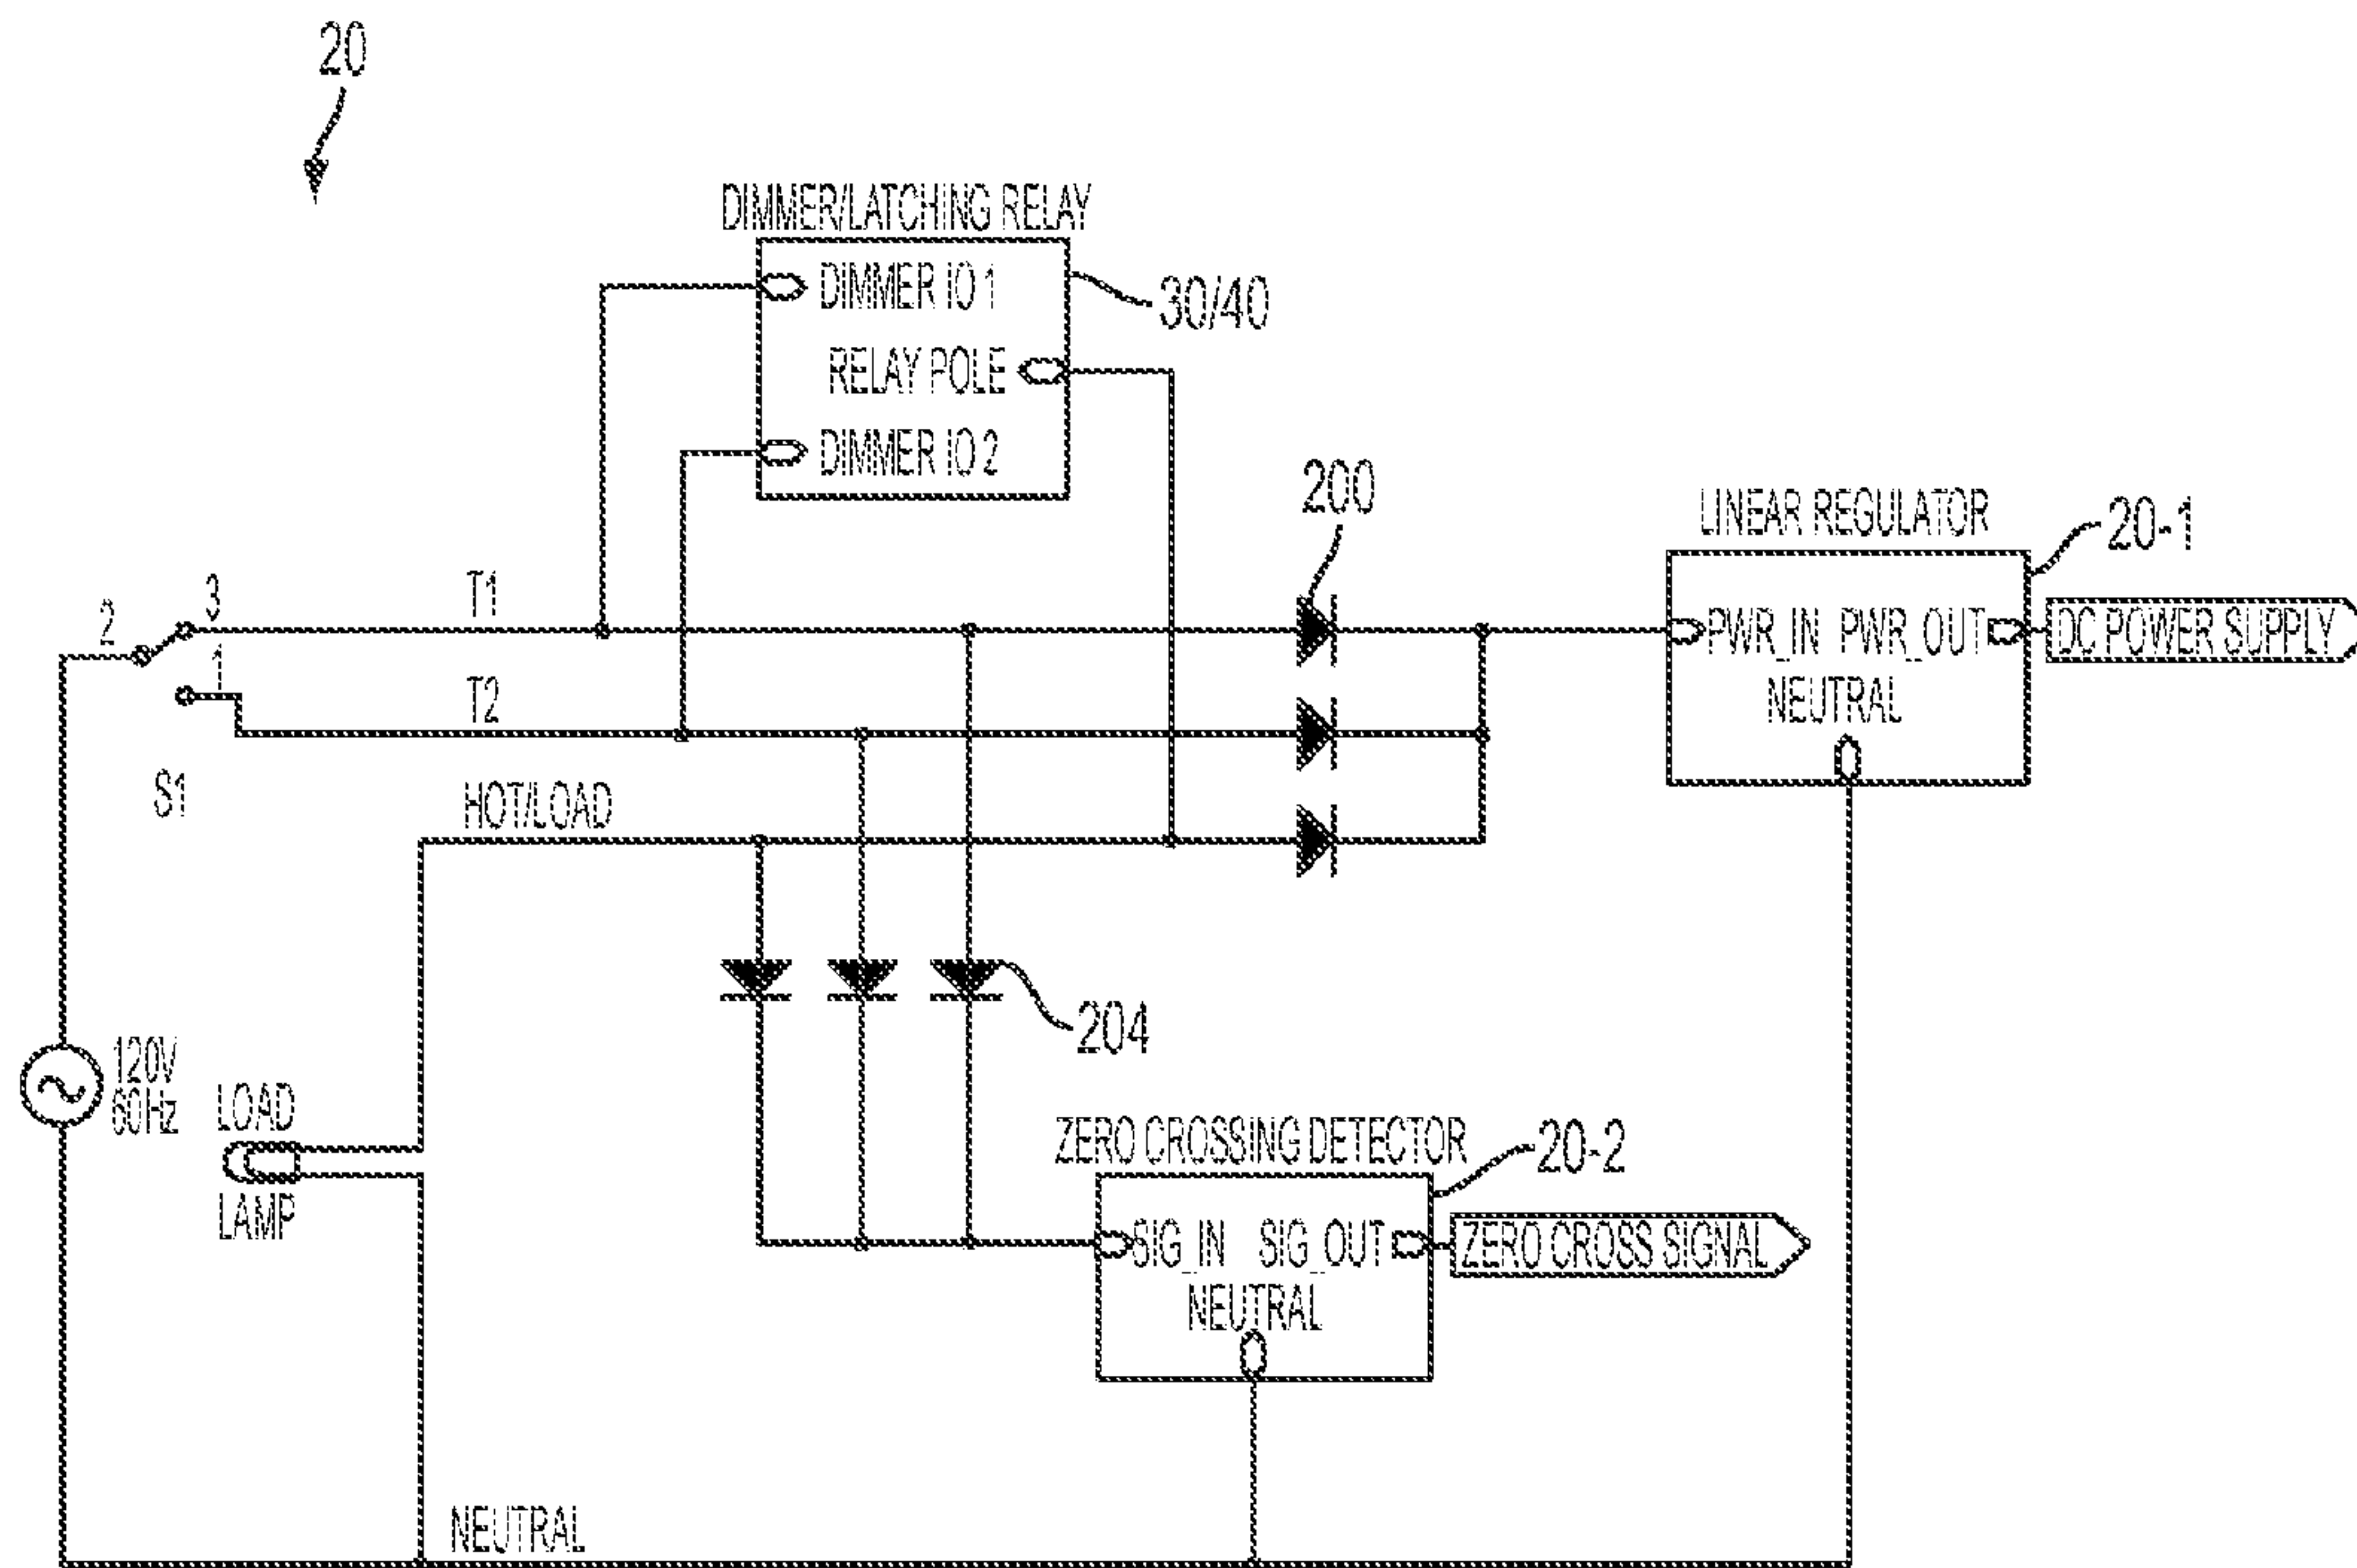 20
DIMMER/LATCHING RELAY
DIMMER IO 1
30/40
RELAY POLE
DIMMER IO 2
200
LINEAR REGULATOR
20-1
3
T1
2
PWR_IN PWR_OUT
DC POWER SUPPLY
1
T2
NEUTRAL
S1
HOT/LOAD
204
120V
60Hz
LOAD
LAMP
ZERO CROSSING DETECTOR
20-2
SIG_IN SIG_OUT
ZERO CROSS SIGNAL
NEUTRAL
NEUTRAL